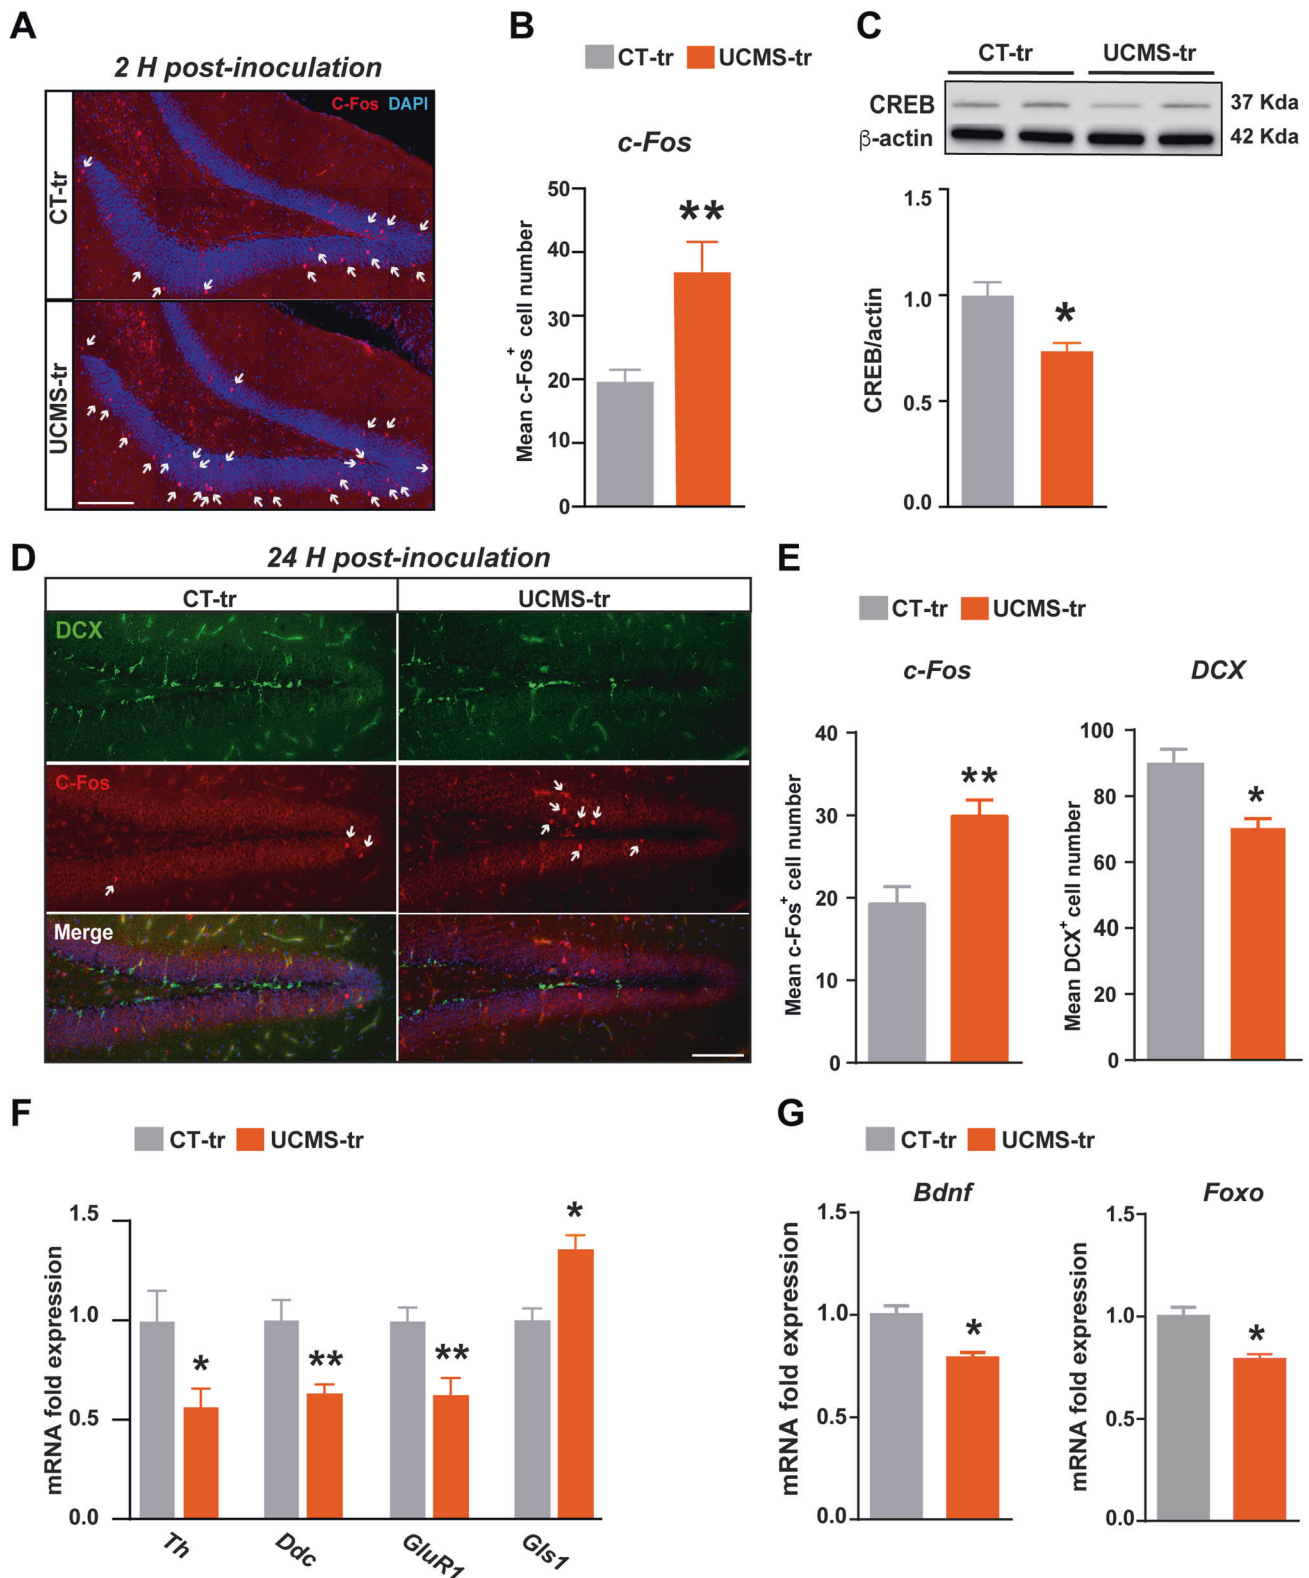 A
2 H post-inoculation
C-Fos DAPI
CT-tr
UCMS-tr
B
CT-tr UCMS-tr
c-Fos
Mean c-Fos+ cell number
50
40
30
20
10
0
**
C
CT-tr UCMS-tr
CREB 37 Kda
β-actin 42 Kda
CREB/actin
1.5
1.0
0.5
0.0
*
D
24 H post-inoculation
CT-tr UCMS-tr
DCX
C-Fos
Merge
E
CT-tr UCMS-tr
c-Fos
Mean c-Fos+ cell number
40
30
20
10
0
**
DCX
Mean DCX+ cell number
100
80
60
40
20
0
*
F
CT-tr UCMS-tr
mRNA fold expression
1.5
1.0
0.5
0.0
* ** ** *
Th Ddc GluR1 Gls1
G
CT-tr UCMS-tr
Bdnf
mRNA fold expression
1.5
1.0
0.5
0.0
*
Foxo
mRNA fold expression
1.5
1.0
0.5
0.0
*